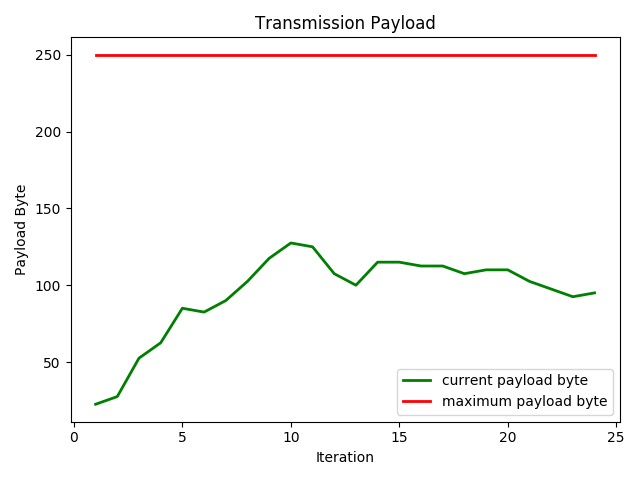 Transmission Payload
250
200
150
100
50
Payload Byte
current payload byte
maximum payload byte
0 5 10 15 20 25
Iteration